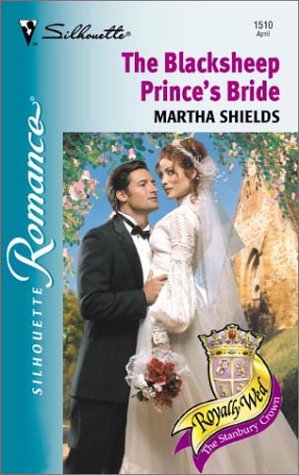 Silhouette®
1510
April
The Blacksheep
Prince's Bride
MARTHA SHIELDS
SILHOUETTE Romance®
Royally Wed
The Stanbury Crown